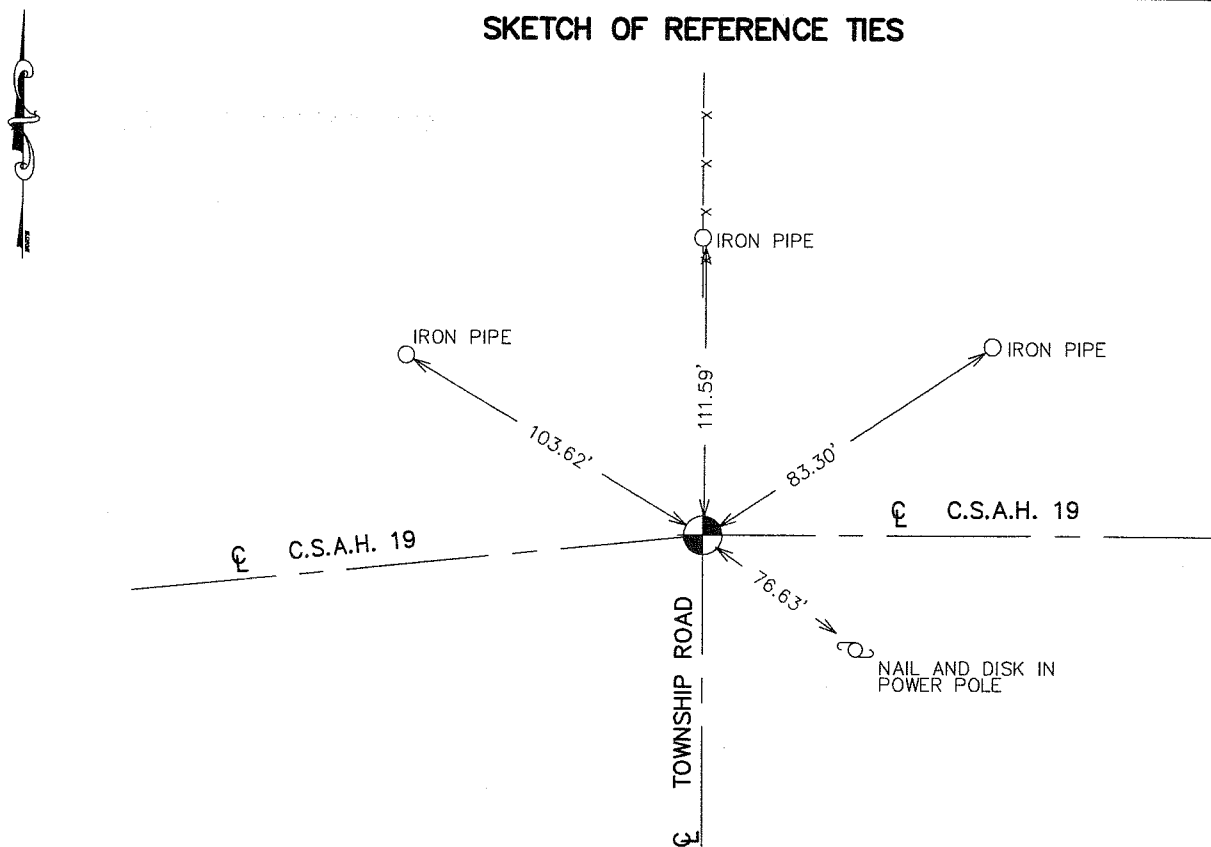 SKETCH OF REFERENCE TIES
IRON PIPE
IRON PIPE
IRON PIPE
111.59'
103.62'
83.30'
℄ C.S.A.H. 19
℄ C.S.A.H. 19
76.63'
NAIL AND DISK IN
POWER POLE
℄ TOWNSHIP ROAD